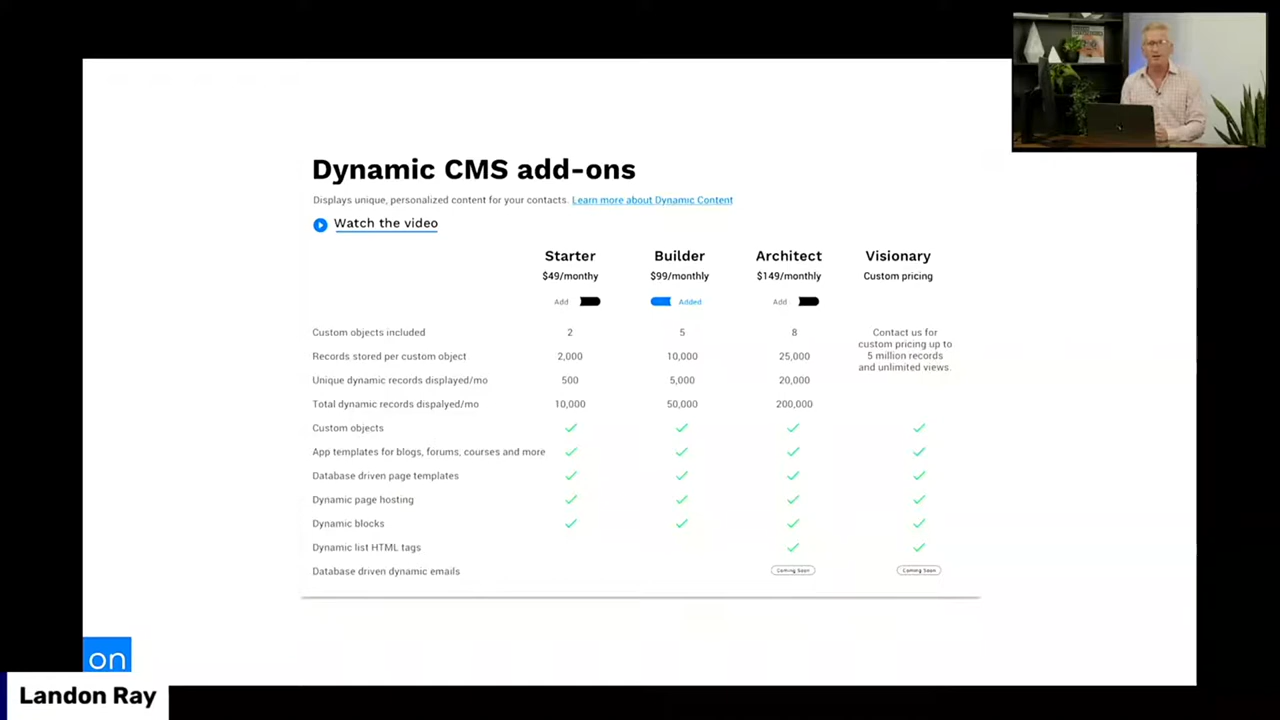 Dynamic CMS add-ons
Displays unique, personalized content for your contacts. Learn more about Dynamic Content
Watch the video
Starter Builder Architect Visionary
$49/monthy $99/monthly $149/monthly Custom pricing
Add Added Add
Custom objects included 2 5 8 Contact us for
custom pricing up to
5 million records
and unlimited views.
Records stored per custom object 2,000 10,000 25,000
Unique dynamic records displayed/mo 500 5,000 20,000
Total dynamic records dispalyed/mo 10,000 50,000 200,000
Custom objects
App templates for blogs, forums, courses and more
Database driven page templates
Dynamic page hosting
Dynamic blocks
Dynamic list HTML tags
Database driven dynamic emails Coming Soon Coming Soon
on
Landon Ray